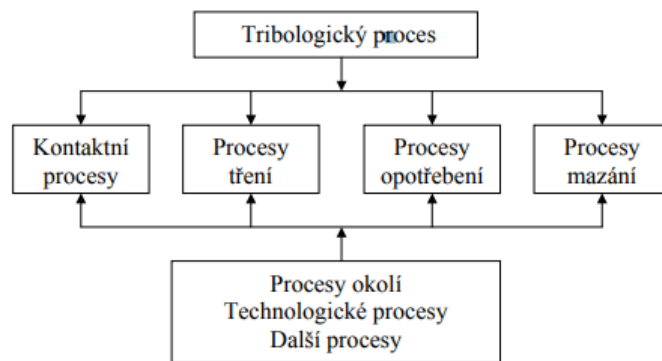 Tribologický proces
Kontaktní
procesy
Procesy
tření
Procesy
opotřebení
Procesy
mazání
Procesy okolí
Technologické procesy
Další procesy